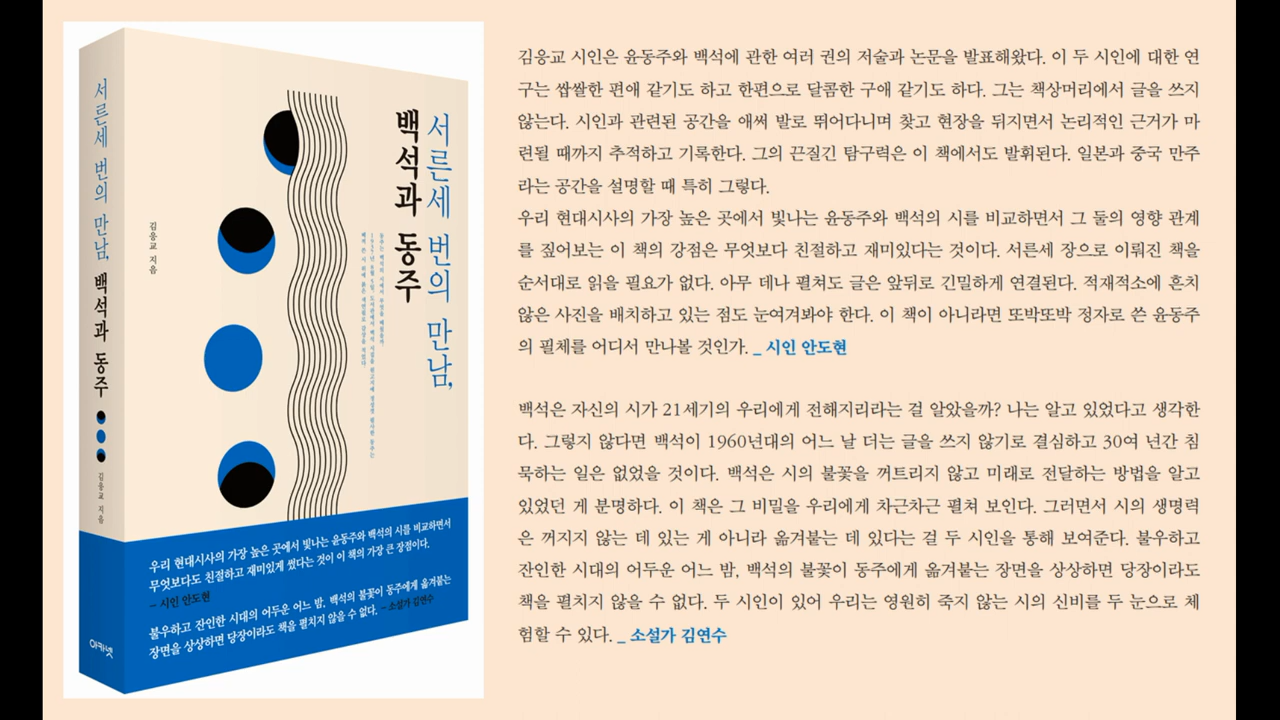 서른세 번의 만남, 백석과 동주
김응교 지음
아카넷
서른세 번의 만남,
백석과 동주
김응교 지음
우리 현대시사의 가장 높은 곳에서 빛나는 윤동주와 백석의 시를 비교하면서
무엇보다도 친절하고 재미있게 썼다는 것이 이 책의 가장 큰 장점이다.
– 시인 안도현
불우하고 잔인한 시대의 어두운 어느 밤, 백석의 불꽃이 동주에게 옮겨붙는
장면을 상상하면 당장이라도 책을 펼치지 않을 수 없다. – 소설가 김연수
김응교 시인은 윤동주와 백석에 관한 여러 권의 저술과 논문을 발표해왔다. 이 두 시인에 대한 연
구는 쌉쌀한 편애 같기도 하고 한편으로 달콤한 구애 같기도 하다. 그는 책상머리에서 글을 쓰지
않는다. 시인과 관련된 공간을 애써 발로 뛰어다니며 찾고 현장을 뒤지면서 논리적인 근거가 마
련될 때까지 추적하고 기록한다. 그의 끈질긴 탐구력은 이 책에서도 발휘된다. 일본과 중국 만주
라는 공간을 설명할 때 특히 그렇다.
우리 현대시사의 가장 높은 곳에서 빛나는 윤동주와 백석의 시를 비교하면서 그 둘의 영향 관계
를 짚어보는 이 책의 강점은 무엇보다 친절하고 재미있다는 것이다. 서른세 장으로 이뤄진 책을
순서대로 읽을 필요가 없다. 아무 데나 펼쳐도 글은 앞뒤로 긴밀하게 연결된다. 적재적소에 흔치
않은 사진을 배치하고 있는 점도 눈여겨봐야 한다. 이 책이 아니라면 또박또박 정자로 쓴 윤동주
의 필체를 어디서 만나볼 것인가. _ 시인 안도현
백석은 자신의 시가 21세기의 우리에게 전해지리라는 걸 알았을까? 나는 알고 있었다고 생각한
다. 그렇지 않다면 백석이 1960년대의 어느 날 더는 글을 쓰지 않기로 결심하고 30여 년간 침
묵하는 일은 없었을 것이다. 백석은 시의 불꽃을 꺼트리지 않고 미래로 전달하는 방법을 알고
있었던 게 분명하다. 이 책은 그 비밀을 우리에게 차근차근 펼쳐 보인다. 그러면서 시의 생명력
은 꺼지지 않는 데 있는 게 아니라 옮겨붙는 데 있다는 걸 두 시인을 통해 보여준다. 불우하고
잔인한 시대의 어두운 어느 밤, 백석의 불꽃이 동주에게 옮겨붙는 장면을 상상하면 당장이라도
책을 펼치지 않을 수 없다. 두 시인이 있어 우리는 영원히 죽지 않는 시의 신비를 두 눈으로 체
험할 수 있다. _ 소설가 김연수